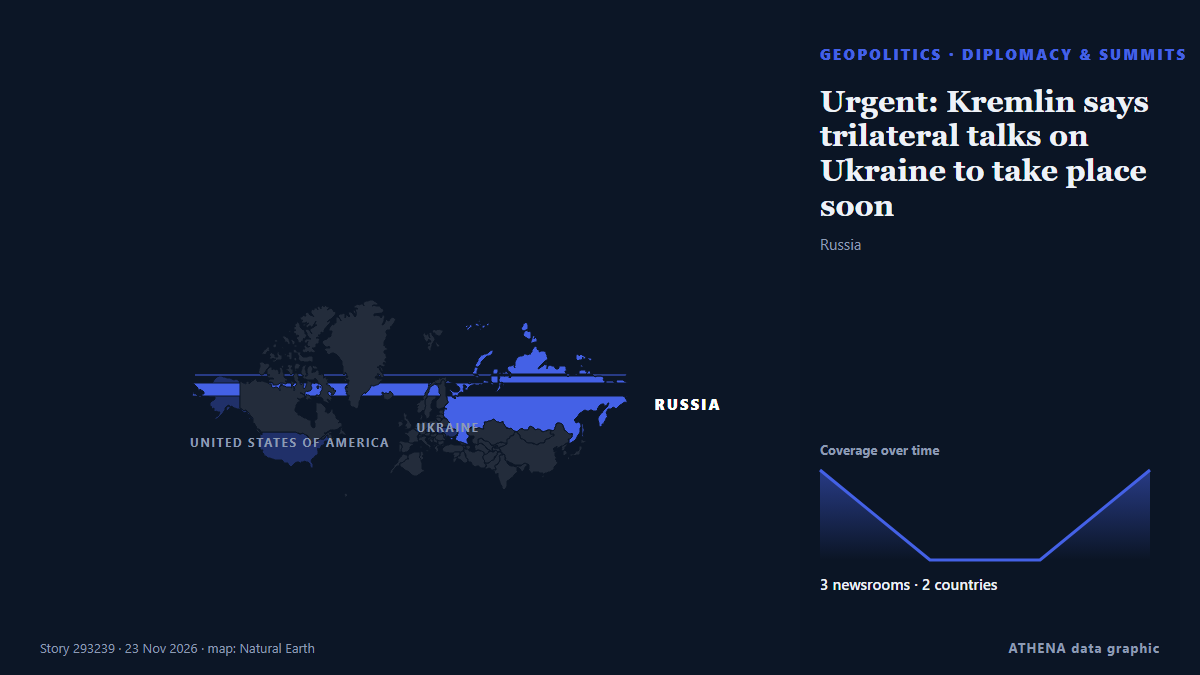 GEOPOLITICS · DIPLOMACY & SUMMITS
Urgent: Kremlin says
trilateral talks on
Ukraine to take place
soon
Russia
RUSSIA
UKRAINE
UNITED STATES OF AMERICA
Coverage over time
3 newsrooms · 2 countries
Story 293239 · 23 Nov 2026 · map: Natural Earth
ATHENA data graphic